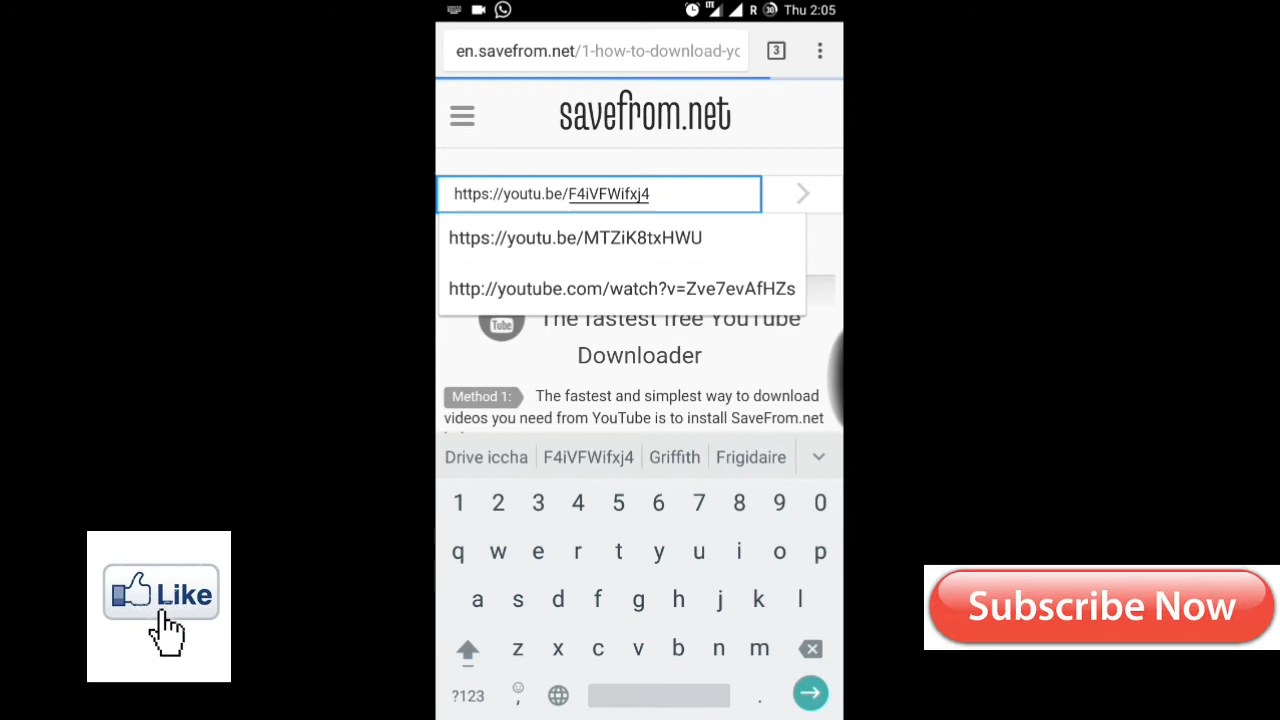 R 30 Thu 2:05
LTE
en.savefrom.net/1-how-to-download-yo
3
savefrom.net
https://youtu.be/F4iVFWifxj4
https://youtu.be/MTZiK8txHWU
http://youtube.com/watch?v=Zve7evAfHZs
Tube
The fastest free YouTube
Downloader
Method 1: The fastest and simplest way to download
videos you need from YouTube is to install SaveFrom.net
Drive iccha F4iVFWifxj4 Griffith Frigidaire
1 2 3 4 5 6 7 8 9 0
q w e r t y u i o p
a s d f g h j k l
z x c v b n m
?123 , .
Like
Subscribe Now